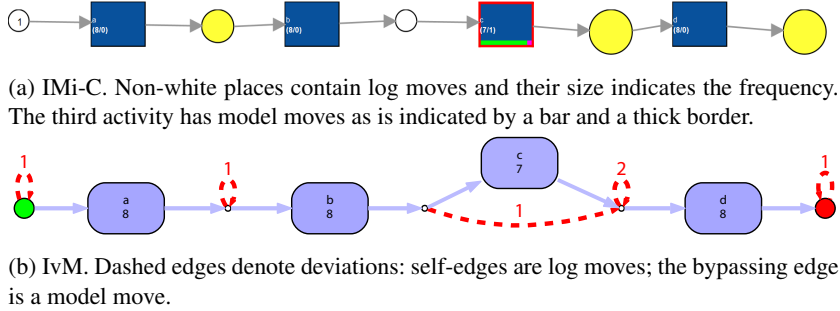 1
a
(8/0)
b
(8/0)
c
(7/1)
d
(8/0)
(a) IMi-C. Non-white places contain log moves and their size indicates the frequency.
The third activity has model moves as is indicated by a bar and a thick border.
1
1
c
7
2
1
a
8
b
8
1
d
8
(b) IvM. Dashed edges denote deviations: self-edges are log moves; the bypassing edge
is a model move.